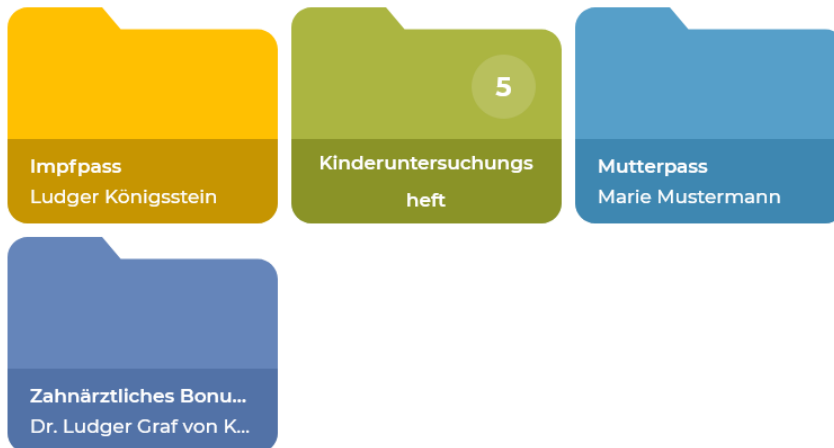 Impfpass
Ludger Königsstein
5
Kinderuntersuchungs
heft
Mutterpass
Marie Mustermann
Zahnärztliches Bonu...
Dr. Ludger Graf von K...